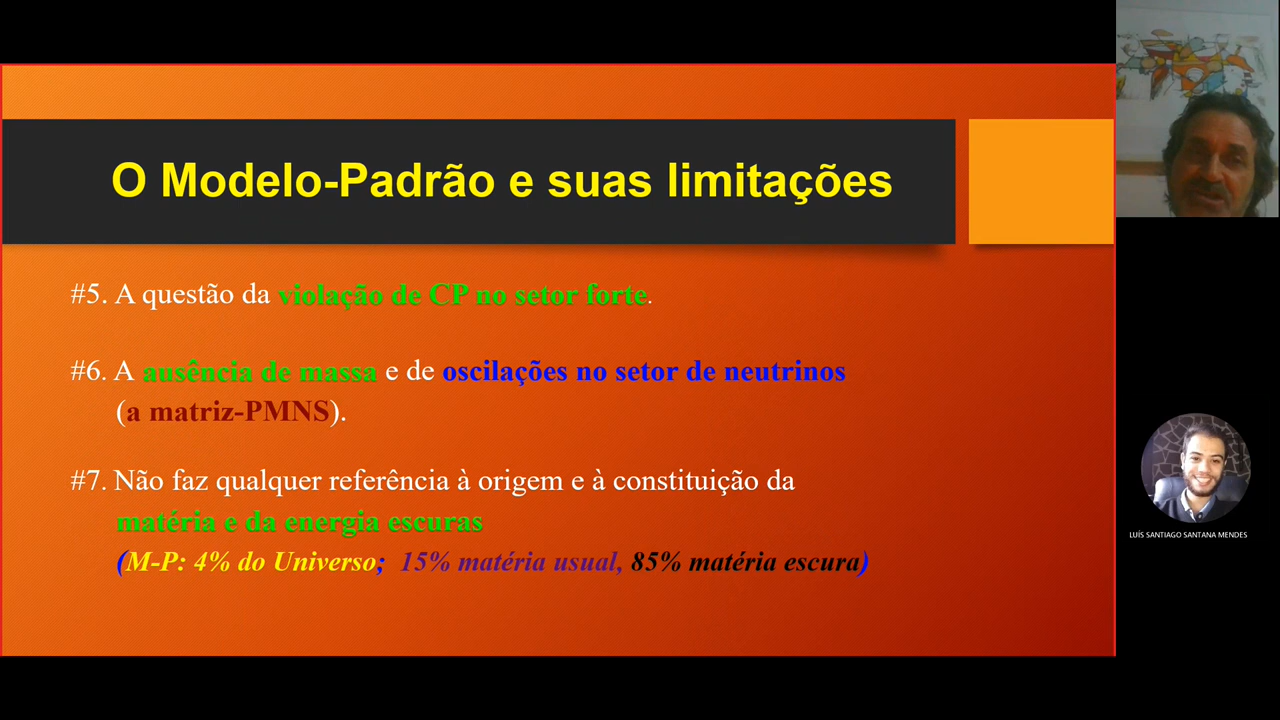 O Modelo-Padrão e suas limitações
#5. A questão da violação de CP no setor forte.
#6. A ausência de massa e de oscilações no setor de neutrinos
(a matriz-PMNS).
#7. Não faz qualquer referência à origem e à constituição da
matéria e da energia escuras
(M-P: 4% do Universo; 15% matéria usual, 85% matéria escura)
LUÍS SANTIAGO SANTANA MENDES